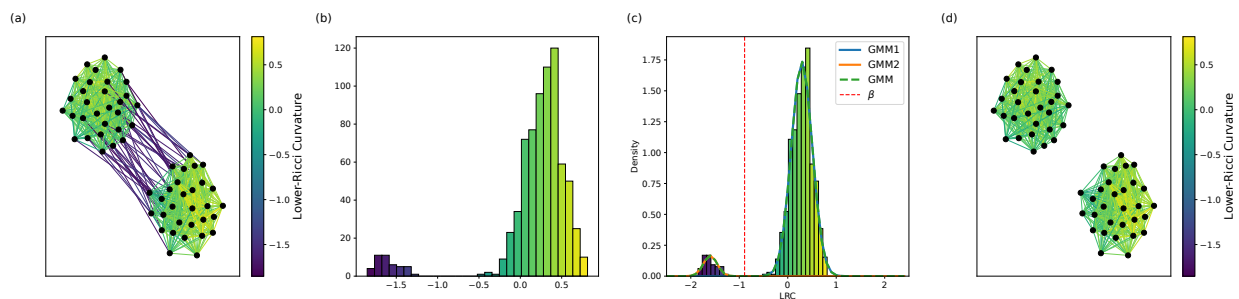 (a)
0.5
0.0
−0.5
−1.0
−1.5
Lower-Ricci Curvature
(b)
120
100
80
60
40
20
0
−1.5
−1.0
−0.5
0.0
0.5
(c)
1.75
1.50
1.25
1.00
0.75
0.50
0.25
0.00
Density
−2
−1
0
1
LRC
GMM1
GMM2
GMM
β
(d)
0.5
0.0
−0.5
−1.0
−1.5
Lower-Ricci Curvature